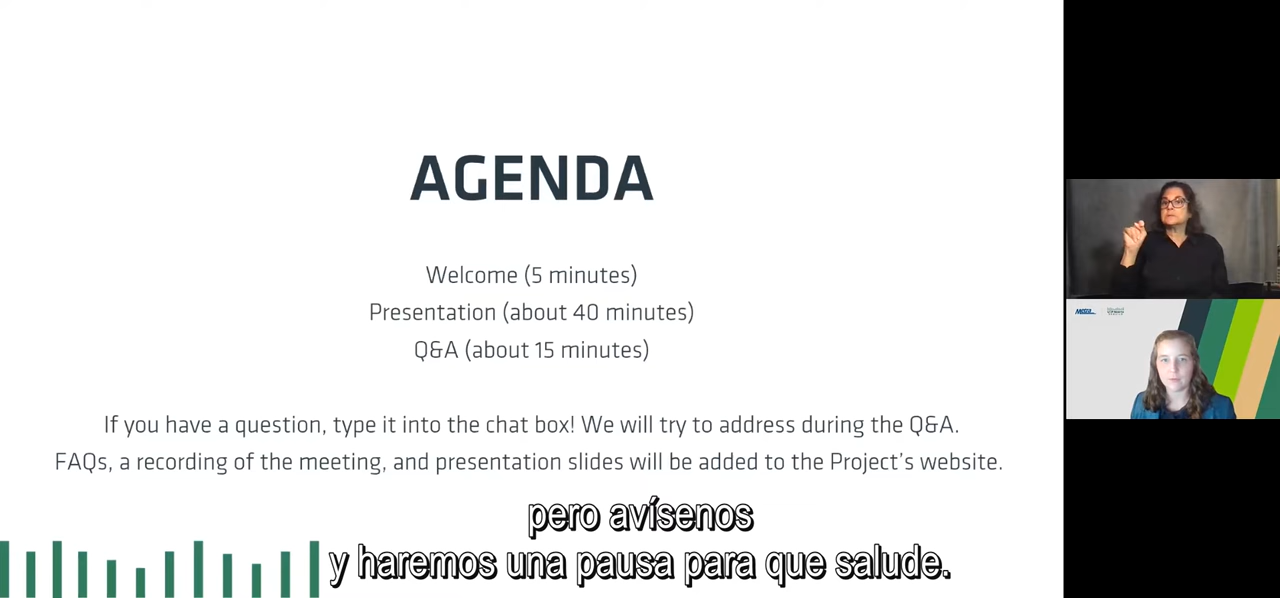 AGENDA
Welcome (5 minutes)
Presentation (about 40 minutes)
Q&A (about 15 minutes)
If you have a question, type it into the chat box! We will try to address during the Q&A.
FAQs, a recording of the meeting, and presentation slides will be added to the Project’s website.
pero avísenos
y haremos una pausa para que salude.